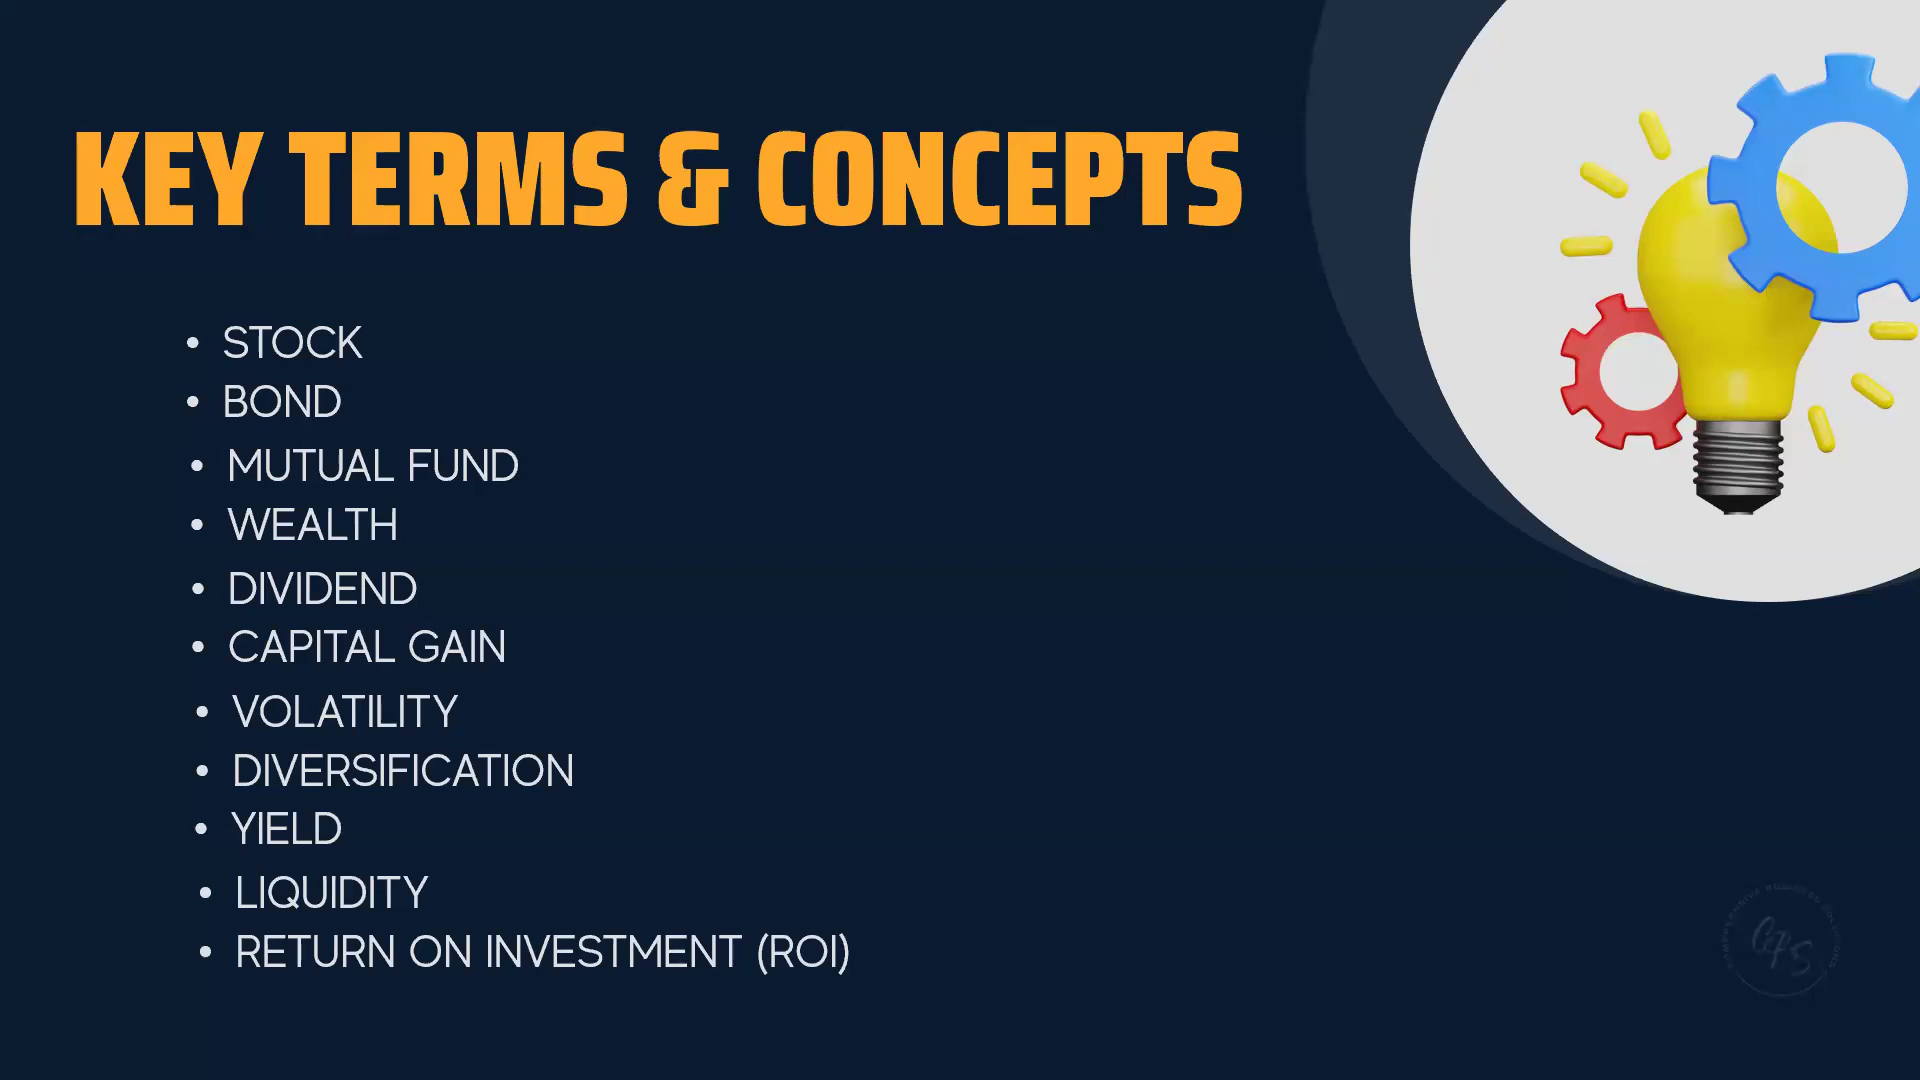 KEY TERMS & CONCEPTS
• STOCK
• BOND
• MUTUAL FUND
• WEALTH
• DIVIDEND
• CAPITAL GAIN
• VOLATILITY
• DIVERSIFICATION
• YIELD
• LIQUIDITY
• RETURN ON INVESTMENT (ROI)